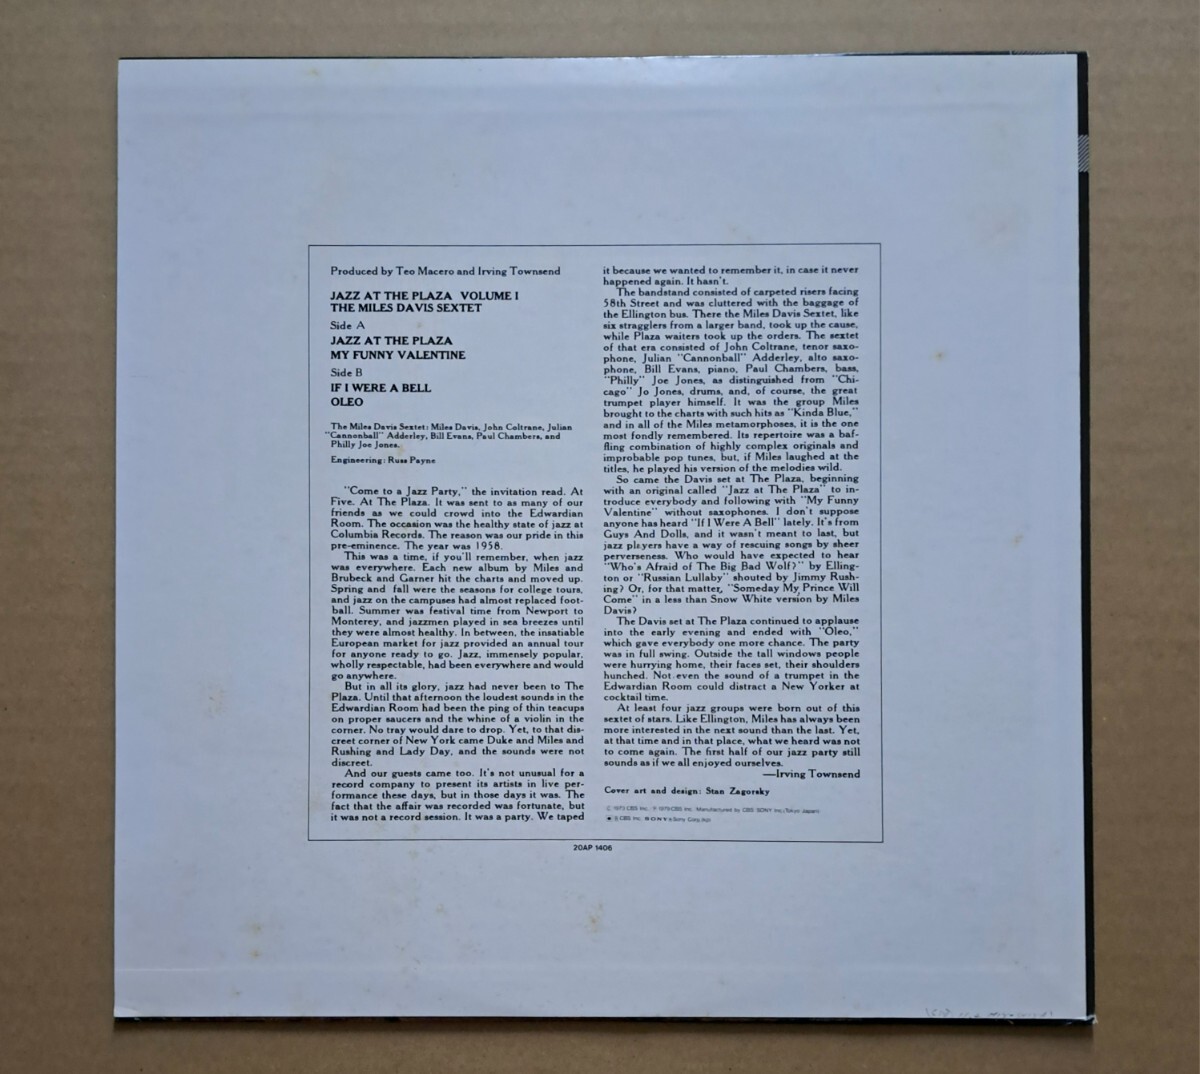 Produced by Teo Macero and Irving Townsend
JAZZ AT THE PLAZA VOLUME I
THE MILES DAVIS SEXTET
Side A
JAZZ AT THE PLAZA
MY FUNNY VALENTINE
Side B
IF I WERE A BELL
OLEO
The Miles Davis Sextet: Miles Davis, John Coltrane, Julian
"Cannonball" Adderley, Bill Evans, Paul Chambers, and
Philly Joe Jones.
Engineering: Russ Payne
"Come to a Jazz Party," the invitation read. At
Five. At The Plaza. It was sent to as many of our
friends as we could crowd into the Edwardian
Room. The occasion was the healthy state of jazz at
Columbia Records. The reason was our pride in this
pre-eminence. The year was 1958.
This was a time, if you'll remember, when jazz
was everywhere. Each new album by Miles and
Brubeck and Garner hit the charts and moved up.
Spring and fall were the seasons for college tours,
and jazz on the campuses had almost replaced foot-
ball. Summer was festival time from Newport to
Monterey, and jazzmen played in sea breezes until
they were almost healthy. In between, the insatiable
European market for jazz provided an annual tour
for anyone ready to go. Jazz, immensely popular,
wholly respectable, had been everywhere and would
go anywhere.
But in all its glory, jazz had never been to The
Plaza. Until that afternoon the loudest sounds in the
Edwardian Room had been the ping of thin teacups
on proper saucers and the whine of a violin in the
corner. No tray would dare to drop. Yet, to that dis-
creet corner of New York came Duke and Miles and
Rushing and Lady Day, and the sounds were not
discreet.
And our guests came too. It's not unusual for a
record company to present its artists in live per-
formance these days, but in those days it was. The
fact that the affair was recorded was fortunate, but
it was not a record session. It was a party. We taped
it because we wanted to remember it, in case it never
happened again. It hasn't.
The bandstand consisted of carpeted risers facing
58th Street and was cluttered with the baggage of
the Ellington bus. There the Miles Davis Sextet, like
six stragglers from a larger band, took up the cause,
while Plaza waiters took up the orders. The sextet
of that era consisted of John Coltrane, tenor saxo-
phone, Julian "Cannonball" Adderley, alto saxo-
phone, Bill Evans, piano, Paul Chambers, bass,
"Philly" Joe Jones, as distinguished from "Chi-
cago" Jo Jones, drums, and, of course, the great
trumpet player himself. It was the group Miles
brought to the charts with such hits as "Kinda Blue,"
and in all of the Miles metamorphoses, it is the one
most fondly remembered. Its repertoire was a baf-
fling combination of highly complex originals and
improbable pop tunes, but, if Miles laughed at the
titles, he played his version of the melodies wild.
So came the Davis set at The Plaza, beginning
with an original called "Jazz at The Plaza" to in-
troduce everybody and following with "My Funny
Valentine" without saxophones. I don't suppose
anyone has heard "If I Were A Bell" lately. It's from
Guys And Dolls, and it wasn't meant to last, but
jazz players have a way of rescuing songs by sheer
perverseness. Who would have expected to hear
"Who's Afraid of The Big Bad Wolf?" by Elling-
ton or "Russian Lullaby" shouted by Jimmy Rush-
ing? Or, for that matter, "Someday My Prince Will
Come" in a less than Snow White version by Miles
Davis?
The Davis set at The Plaza continued to applause
into the early evening and ended with "Oleo,"
which gave everybody one more chance. The party
was in full swing. Outside the tall windows people
were hurrying home, their faces set, their shoulders
hunched. Not even the sound of a trumpet in the
Edwardian Room could distract a New Yorker at
cocktail time.
At least four jazz groups were born out of this
sextet of stars. Like Ellington, Miles has always been
more interested in the next sound than the last. Yet,
at that time and in that place, what we heard was not
to come again. The first half of our jazz party still
sounds as if we all enjoyed ourselves.
—Irving Townsend
Cover art and design: Stan Zagorsky
© 1973 CBS Inc. ℗ 1979 CBS Inc. Manufactured by CBS/SONY Inc./Tokyo Japan/
® CBS Inc. SONY®Sony Corp.
20AP 1406